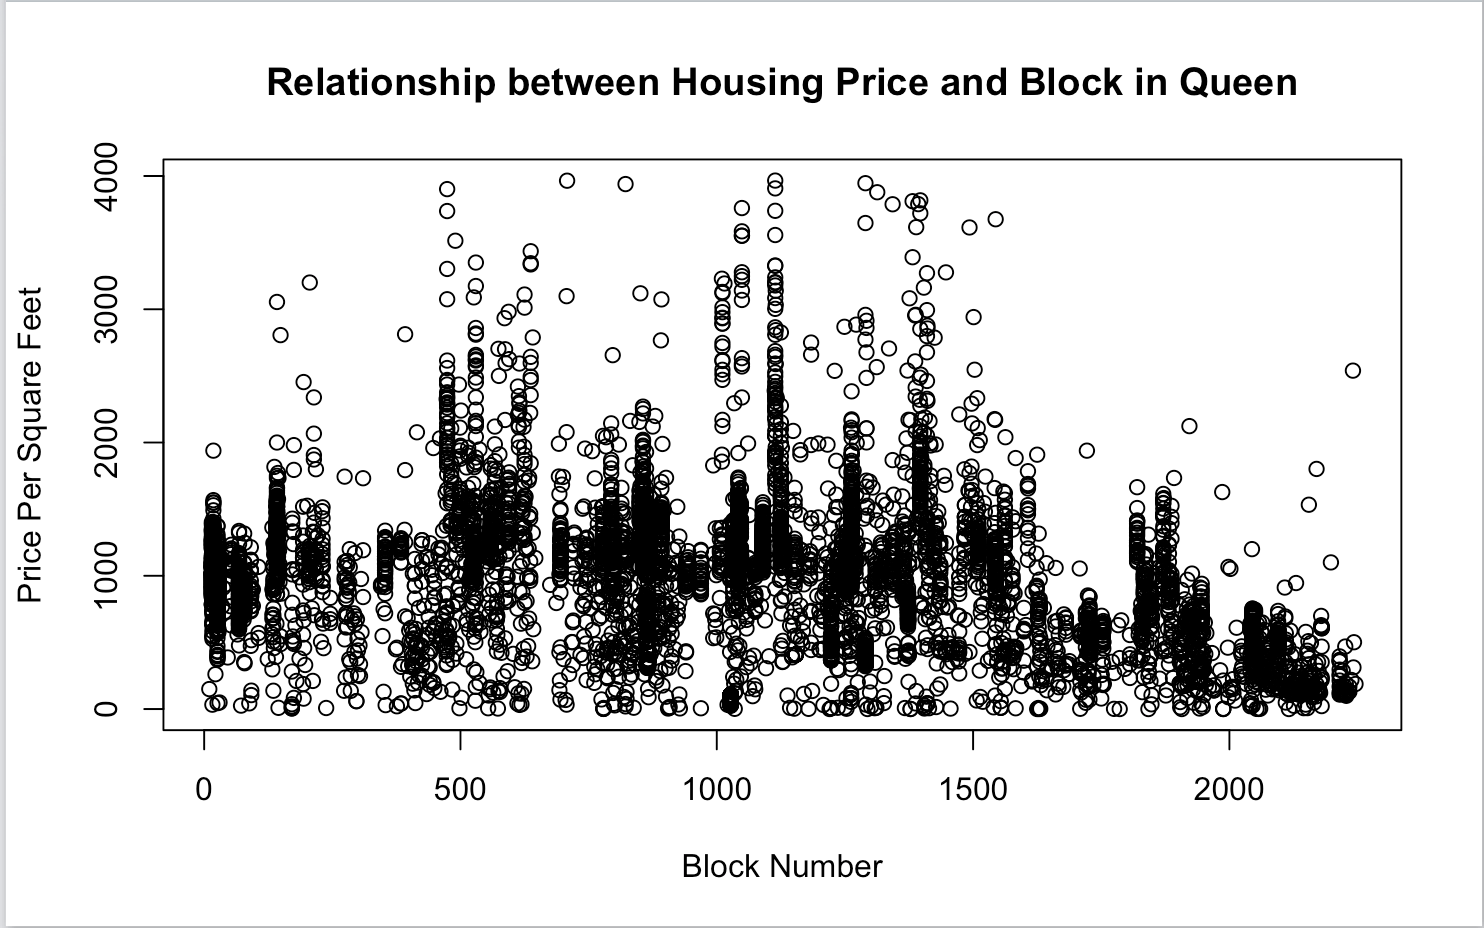 Relationship between Housing Price and Block in Queen
Price Per Square Feet
4000
3000
2000
1000
0
0 500 1000 1500 2000
Block Number